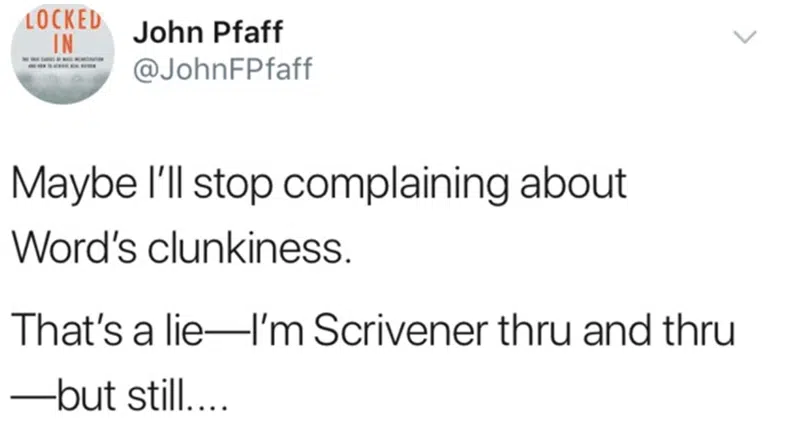 LOCKED
IN
John Pfaff
@JohnFPfaff
Maybe I'll stop complaining about
Word's clunkiness.
That's a lie—I'm Scrivener thru and thru
—but still....